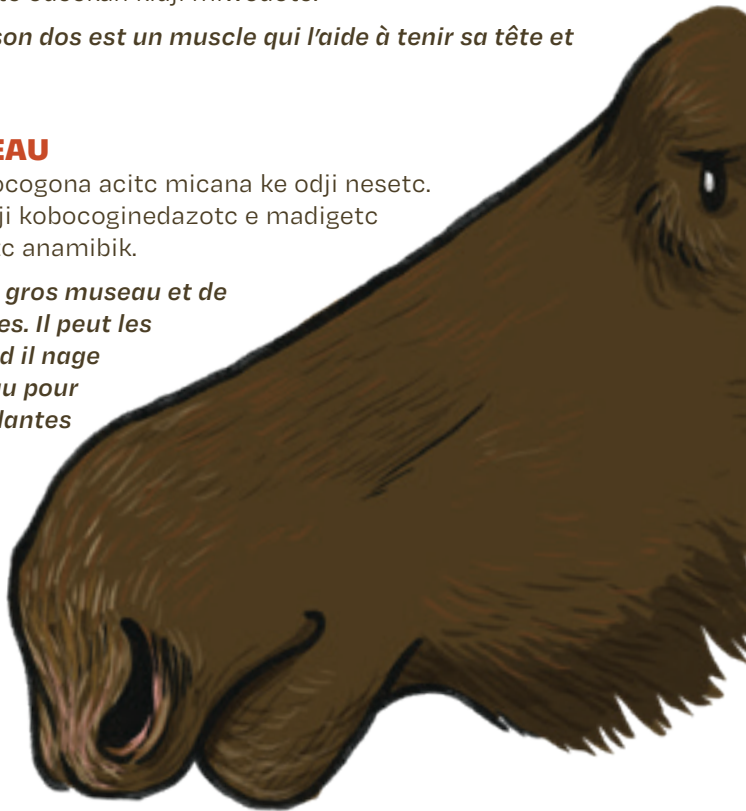 son dos est un muscle qui l'aide à tenir sa tête et
EAU
ocogona acitc micana ke odji nesetc.
ji kobocoginedazotc e madigetc
c anamibik.
gros museau et de
es. Il peut les
d il nage
u pour
lantes